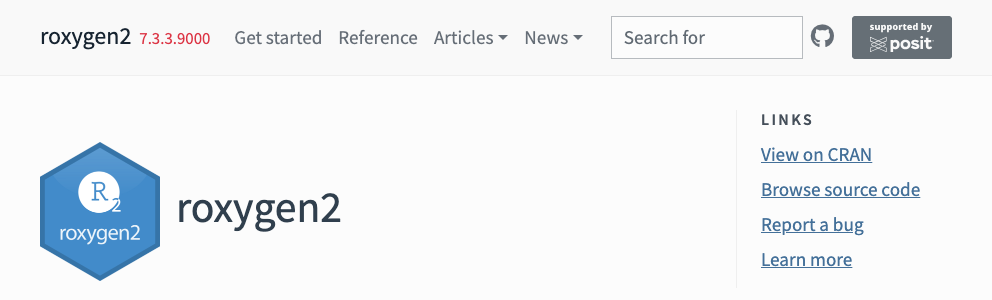 roxygen2 7.3.3.9000 Get started Reference Articles News Search for supported by posit
LINKS
View on CRAN
Browse source code
Report a bug
Learn more
R2
roxygen2
roxygen2